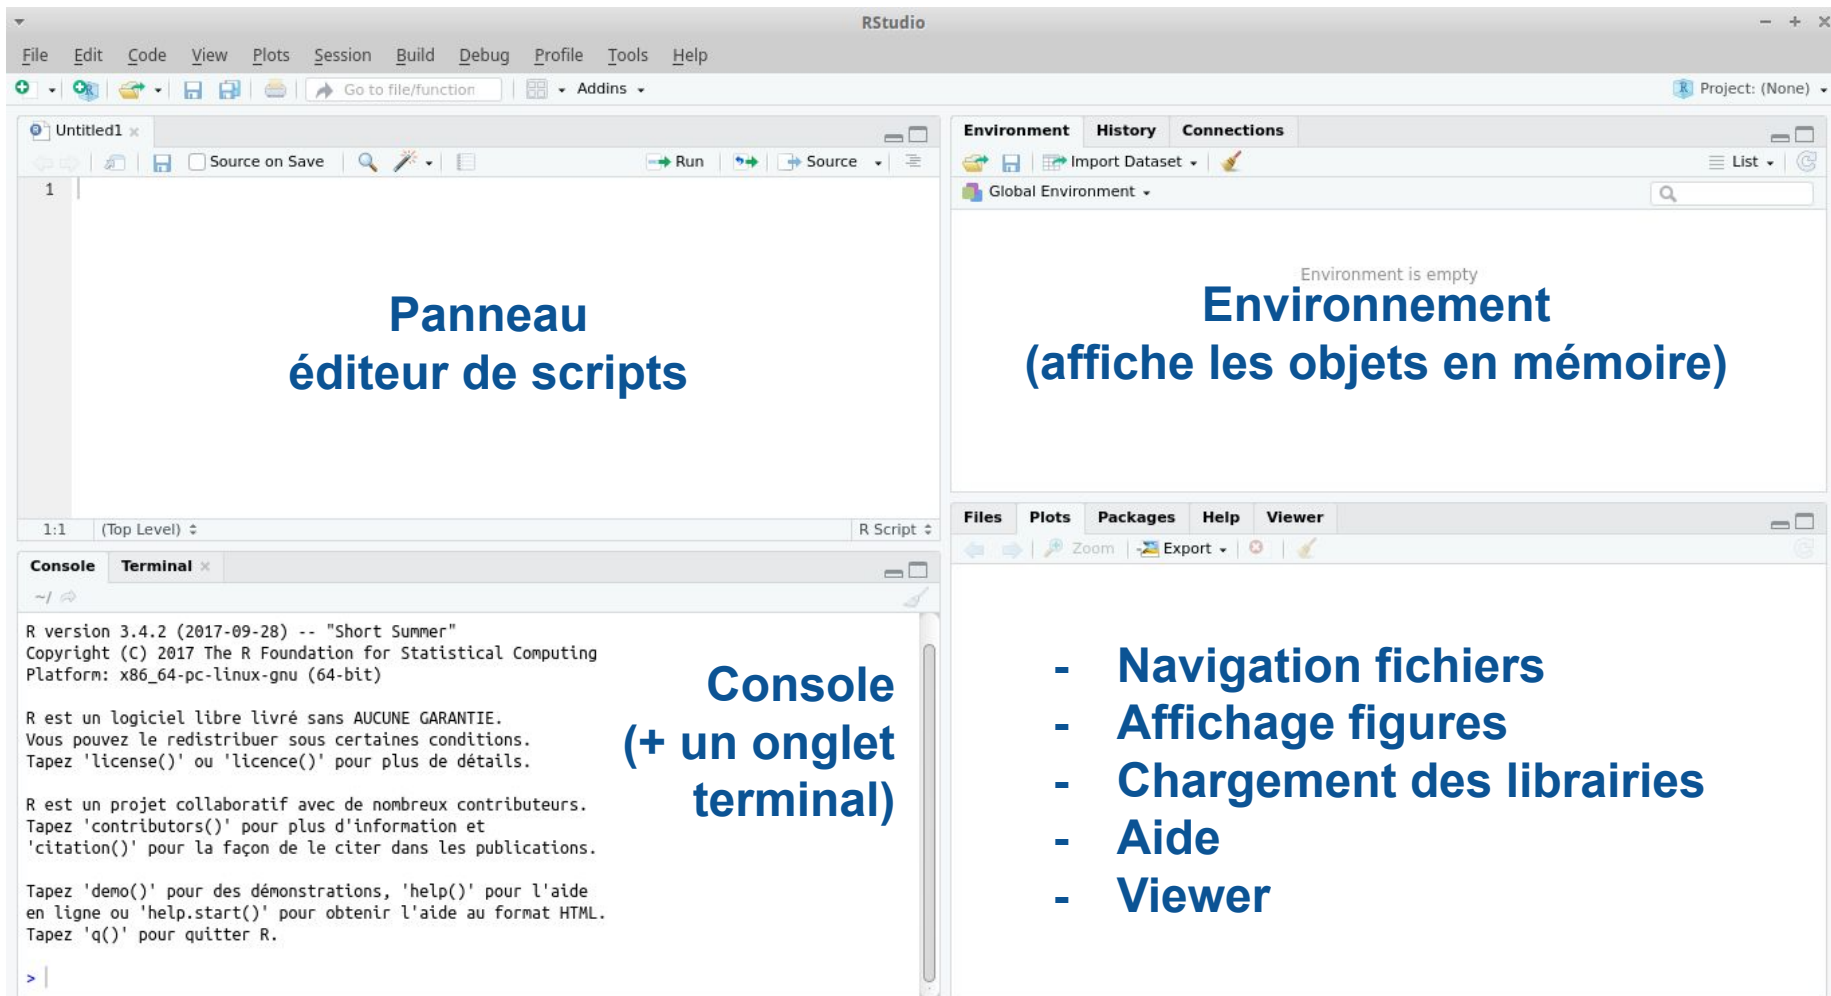 RStudio
File Edit Code View Plots Session Build Debug Profile Tools Help
Go to file/function Addins Project: (None)
Untitled1
Source on Save Run Source
1
Panneau
éditeur de scripts
1:1 (Top Level) R Script
Environment History Connections
Import Dataset List
Global Environment
Environment is empty
Environnement
(affiche les objets en mémoire)
Console Terminal
~/
R version 3.4.2 (2017-09-28) -- "Short Summer"
Copyright (C) 2017 The R Foundation for Statistical Computing
Platform: x86_64-pc-linux-gnu (64-bit)
R est un logiciel libre livré sans AUCUNE GARANTIE.
Vous pouvez le redistribuer sous certaines conditions.
Tapez 'license()' ou 'licence()' pour plus de détails.
R est un projet collaboratif avec de nombreux contributeurs.
Tapez 'contributors()' pour plus d'information et
'citation()' pour la façon de le citer dans les publications.
Tapez 'demo()' pour des démonstrations, 'help()' pour l'aide
en ligne ou 'help.start()' pour obtenir l'aide au format HTML.
Tapez 'q()' pour quitter R.
>
Console
(+ un onglet
terminal)
Files Plots Packages Help Viewer
Zoom Export
- Navigation fichiers
- Affichage figures
- Chargement des librairies
- Aide
- Viewer